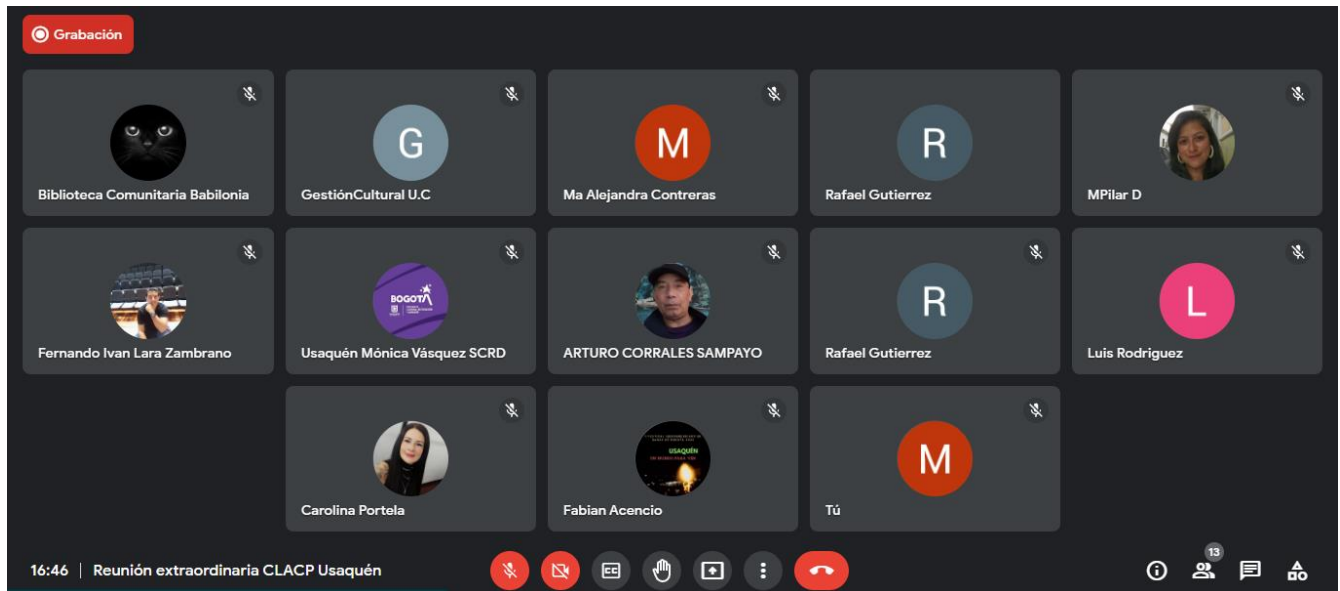 Grabación
Biblioteca Comunitaria Babilonia
G
GestiónCultural U.C
M
Ma Alejandra Contreras
R
Rafael Gutierrez
MPilar D
Fernando Ivan Lara Zambrano
BOGOTÁ
Usaquén Mónica Vásquez SCRD
ARTURO CORRALES SAMPAYO
R
Rafael Gutierrez
L
Luis Rodriguez
Carolina Portela
USAQUÉN
Fabian Acencio
M
Tú
16:46 | Reunión extraordinaria CLACP Usaquén
CC
13